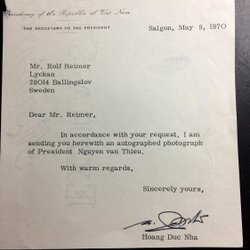 Presidency of the Republic of Viet Nam
THE SECRETARY TO THE PRESIDENT
Saigon, May 9, 1970
Mr. Rolf Reimer
Lyckan
28014 Ballingslov
Sweden
Dear Mr. Reimer,
In accordance with your request, I am
sending you herewith an autographed photograph
of President Nguyen van Thieu.
With warm regards,
Sincerely yours,
Hoang Duc Nha